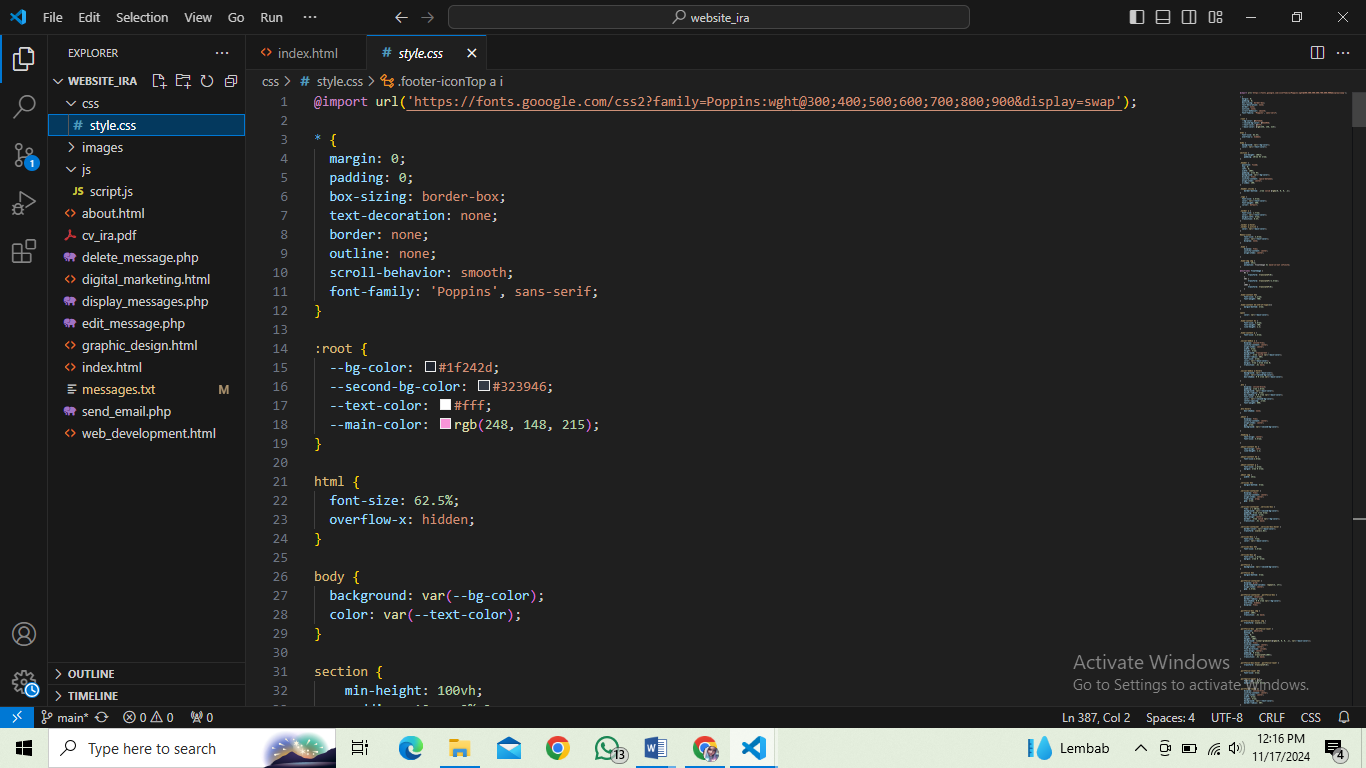 File Edit Selection View Go Run ··· website_ira
EXPLORER ···
WEBSITE_IRA
css
# style.css
images
js
JS script.js
about.html
cv_ira.pdf
delete_message.php
digital_marketing.html
display_messages.php
edit_message.php
graphic_design.html
index.html
messages.txt M
send_email.php
web_development.html
OUTLINE
TIMELINE
1
index.html # style.css
css > # style.css > .footer-iconTop a i
1 @import url('https://fonts.gooogle.com/css2?family=Poppins:wght@300;400;500;600;700;800;900&display=swap');
2
3 * {
4 margin: 0;
5 padding: 0;
6 box-sizing: border-box;
7 text-decoration: none;
8 border: none;
9 outline: none;
10 scroll-behavior: smooth;
11 font-family: 'Poppins', sans-serif;
12 }
13
14 :root {
15 --bg-color: #1f242d;
16 --second-bg-color: #323946;
17 --text-color: #fff;
18 --main-color: rgb(248, 148, 215);
19 }
20
21 html {
22 font-size: 62.5%;
23 overflow-x: hidden;
24 }
25
26 body {
27 background: var(--bg-color);
28 color: var(--text-color);
29 }
30
31 section {
32 min-height: 100vh;
Activate Windows
Go to Settings to activate Windows.
main* 0 0 0 Ln 387, Col 2 Spaces: 4 UTF-8 CRLF CSS
Type here to search 13 Lembab 12:16 PM
11/17/2024 4